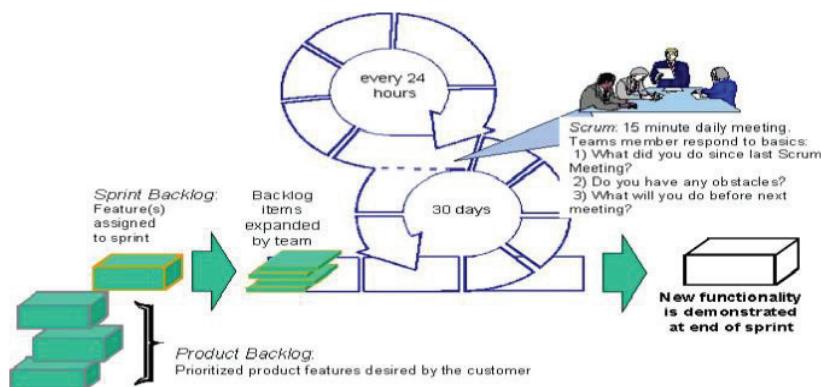 every 24
hours
Scrum: 15 minute daily meeting.
Teams member respond to basics:
1) What did you do since last Scrum
Meeting?
2) Do you have any obstacles?
3) What will you do before next
meeting?
Sprint Backlog:
Feature(s)
assigned
to sprint
Backlog
items
expanded
by team
30 days
New functionality
is demonstrated
at end of sprint
Product Backlog:
Prioritized product features desired by the customer